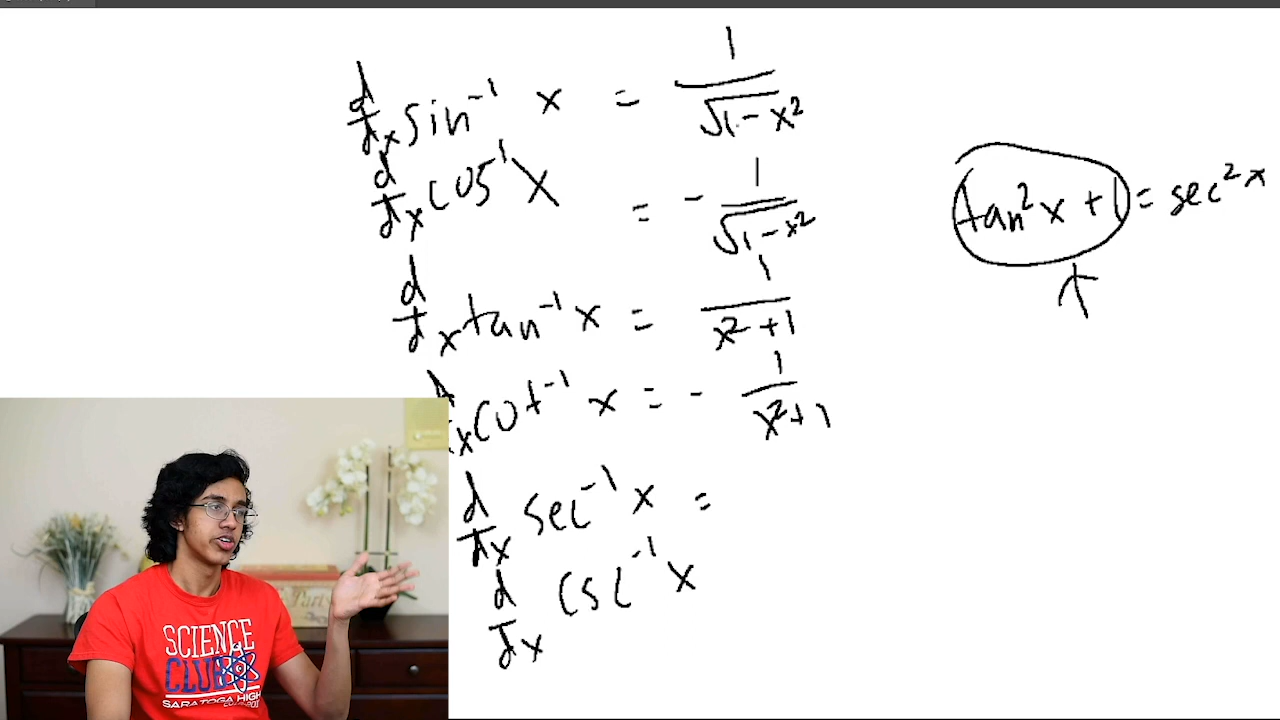 d/dx sin⁻¹ x = 1/√(1-x²)
d/dx cos⁻¹ x = - 1/√(1-x²)
tan²x + 1 = sec²x
d/dx tan⁻¹ x = 1/(x²+1)
d/dx cot⁻¹ x = - 1/(x²+1)
d/dx sec⁻¹ x =
d/dx csc⁻¹ x
SCIENCE
CLUB
SARATOGA HIGH